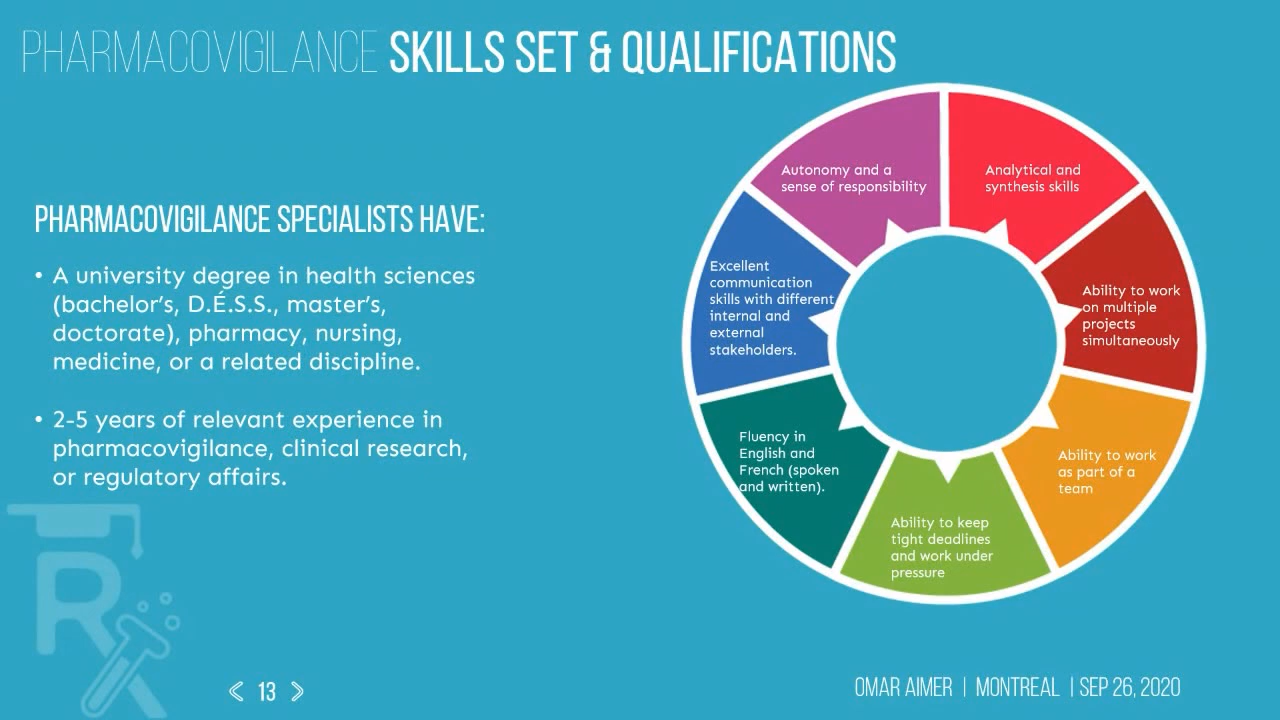 PHARMACOVIGILANCE SKILLS SET & QUALIFICATIONS
PHARMACOVIGILANCE SPECIALISTS HAVE:
• A university degree in health sciences
(bachelor's, D.É.S.S., master's,
doctorate), pharmacy, nursing,
medicine, or a related discipline.
• 2-5 years of relevant experience in
pharmacovigilance, clinical research,
or regulatory affairs.
Autonomy and a
sense of responsibility
Analytical and
synthesis skills
Excellent
communication
skills with different
internal and
external
stakeholders.
Ability to work
on multiple
projects
simultaneously
Fluency in
English and
French (spoken
and written).
Ability to work
as part of a
team
Ability to keep
tight deadlines
and work under
pressure
Rx
13
OMAR AIMER | MONTREAL | SEP 26, 2020